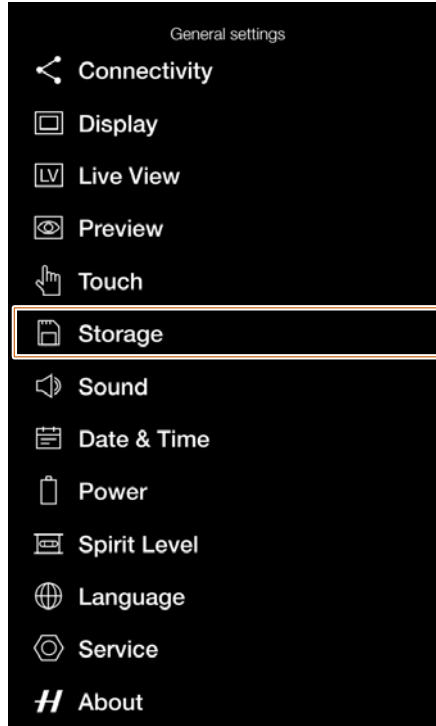 General settings
Connectivity
Display
LV Live View
Preview
Touch
Storage
Sound
Date & Time
Power
Spirit Level
Language
Service
H About